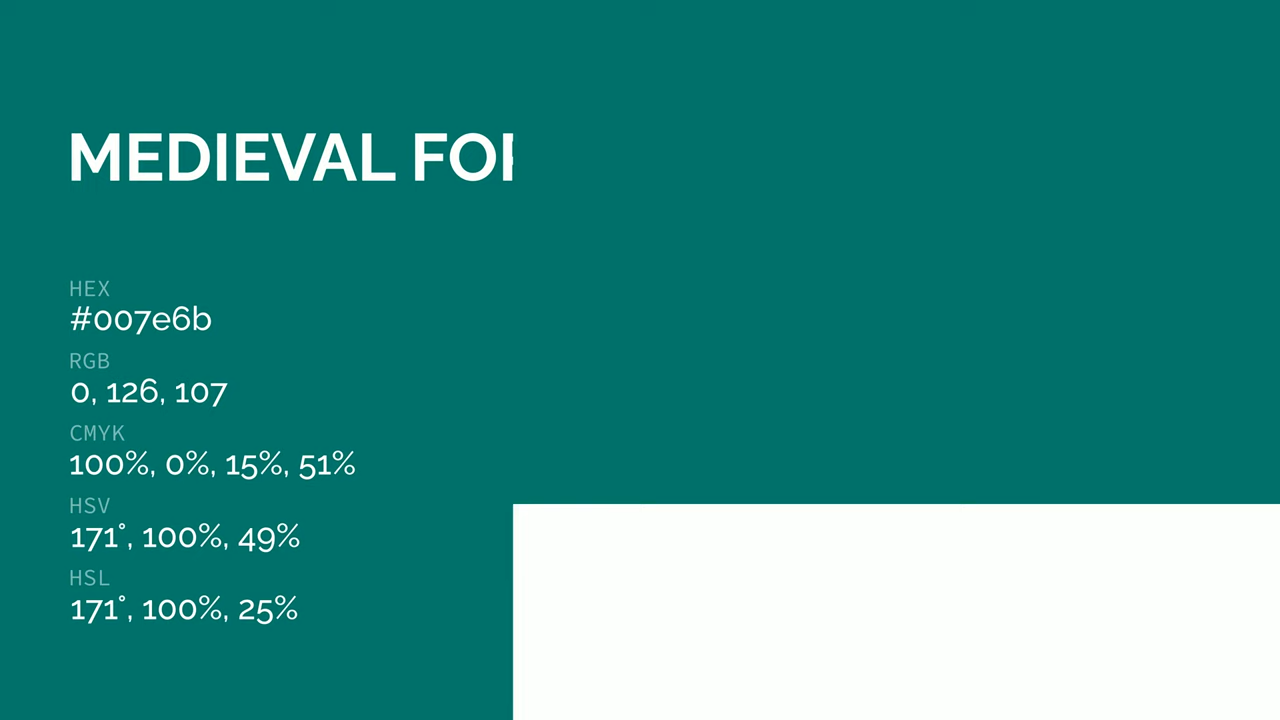 MEDIEVAL
HEX
#007e6b
RGB
0, 126, 107
CMYK
100%, 0%, 15%, 51%
HSV
171°, 100%, 49%
HSL
171°, 100%, 25%